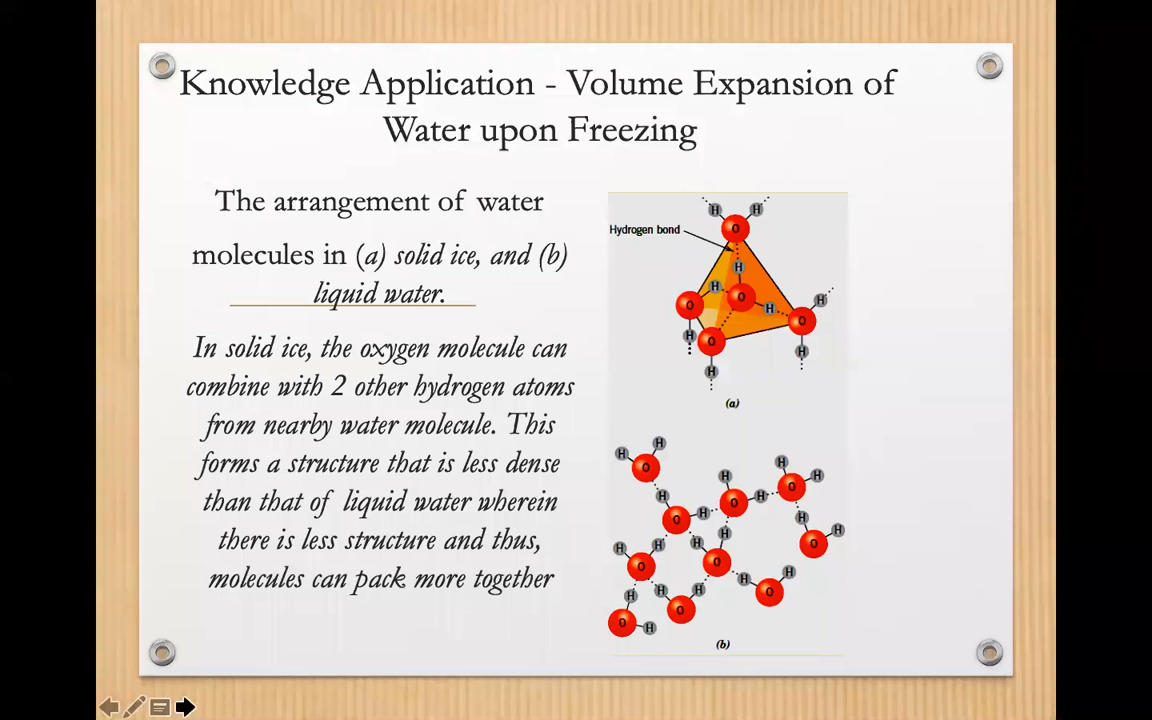 Knowledge Application - Volume Expansion of
Water upon Freezing
The arrangement of water
molecules in (a) solid ice, and (b)
liquid water.
In solid ice, the oxygen molecule can
combine with 2 other hydrogen atoms
from nearby water molecule. This
forms a structure that is less dense
than that of liquid water wherein
there is less structure and thus,
molecules can pack more together
H H
O
Hydrogen bond
H
H O H
O H O
H O H
H
(a)
H H
O
H H
H H O H
H O H O H
O H H H
H H H O O
O H H H
H H H O
O
O H
(b)